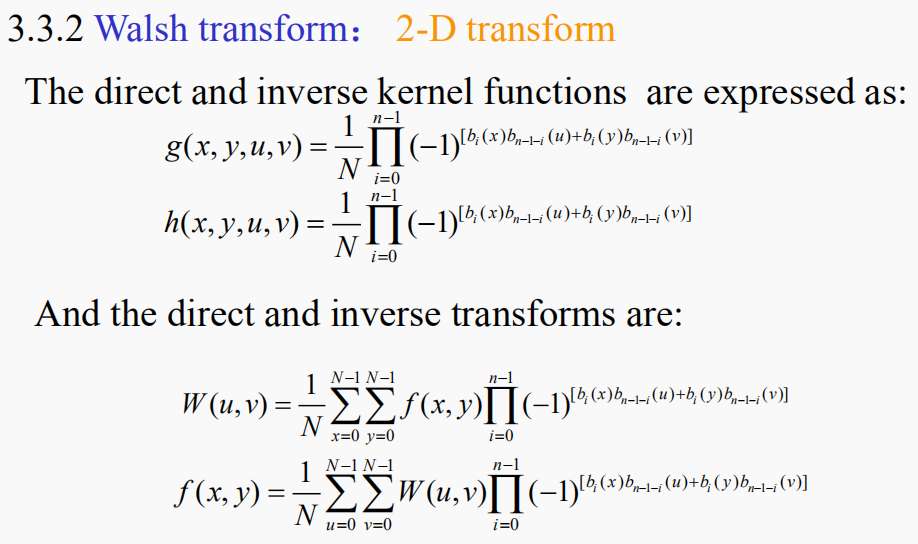 3.3.2 Walsh transform： 2-D transform
The direct and inverse kernel functions are expressed as:
g(x, y, u, v) = \frac{1}{N} \prod_{i=0}^{n-1} (-1)^{[b_i(x)b_{n-1-i}(u)+b_i(y)b_{n-1-i}(v)]}
h(x, y, u, v) = \frac{1}{N} \prod_{i=0}^{n-1} (-1)^{[b_i(x)b_{n-1-i}(u)+b_i(y)b_{n-1-i}(v)]}
And the direct and inverse transforms are:
W(u, v) = \frac{1}{N} \sum_{x=0}^{N-1} \sum_{y=0}^{N-1} f(x, y) \prod_{i=0}^{n-1} (-1)^{[b_i(x)b_{n-1-i}(u)+b_i(y)b_{n-1-i}(v)]}
f(x, y) = \frac{1}{N} \sum_{u=0}^{N-1} \sum_{v=0}^{N-1} W(u, v) \prod_{i=0}^{n-1} (-1)^{[b_i(x)b_{n-1-i}(u)+b_i(y)b_{n-1-i}(v)]}